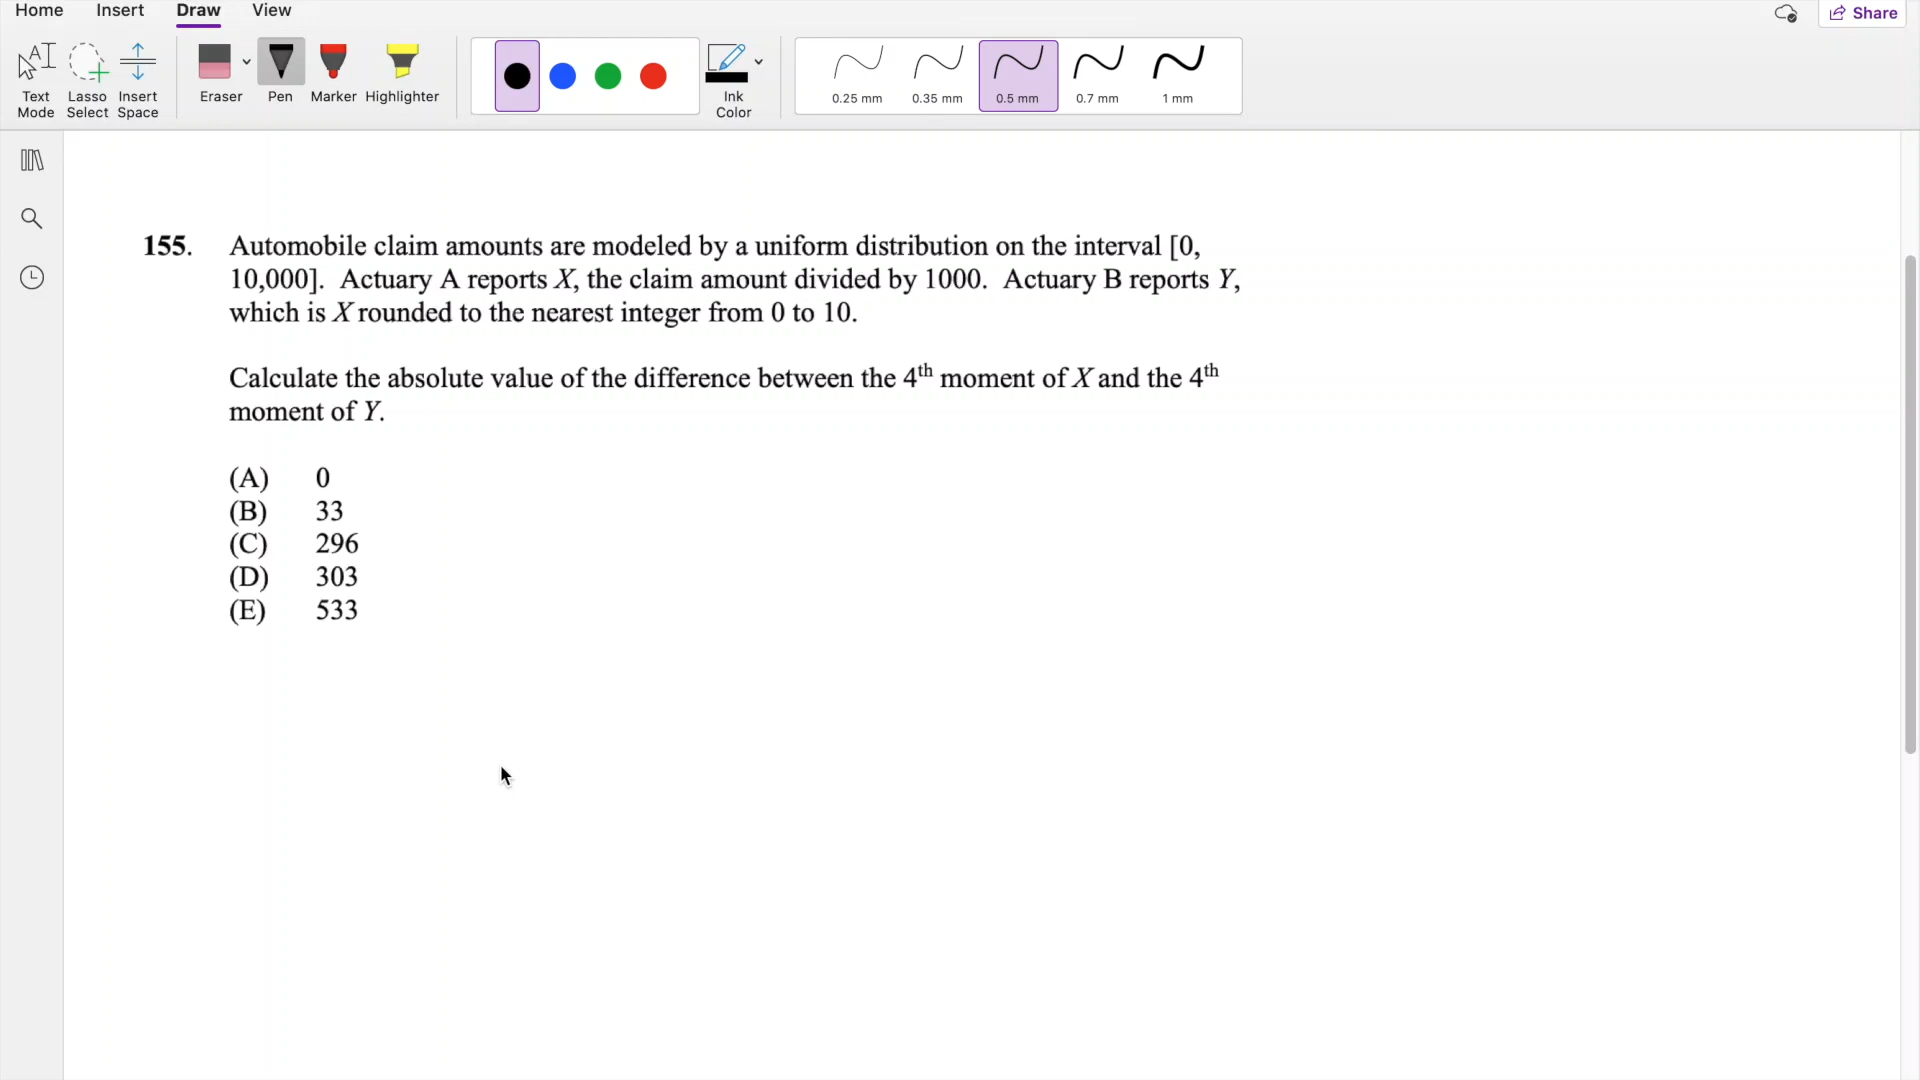 Home Insert Draw View Share
Text Mode Lasso Select Insert Space Eraser Pen Marker Highlighter Ink Color 0.25 mm 0.35 mm 0.5 mm 0.7 mm 1 mm
155. Automobile claim amounts are modeled by a uniform distribution on the interval [0,
10,000]. Actuary A reports X, the claim amount divided by 1000. Actuary B reports Y,
which is X rounded to the nearest integer from 0 to 10.
Calculate the absolute value of the difference between the 4th moment of X and the 4th
moment of Y.
(A) 0
(B) 33
(C) 296
(D) 303
(E) 533